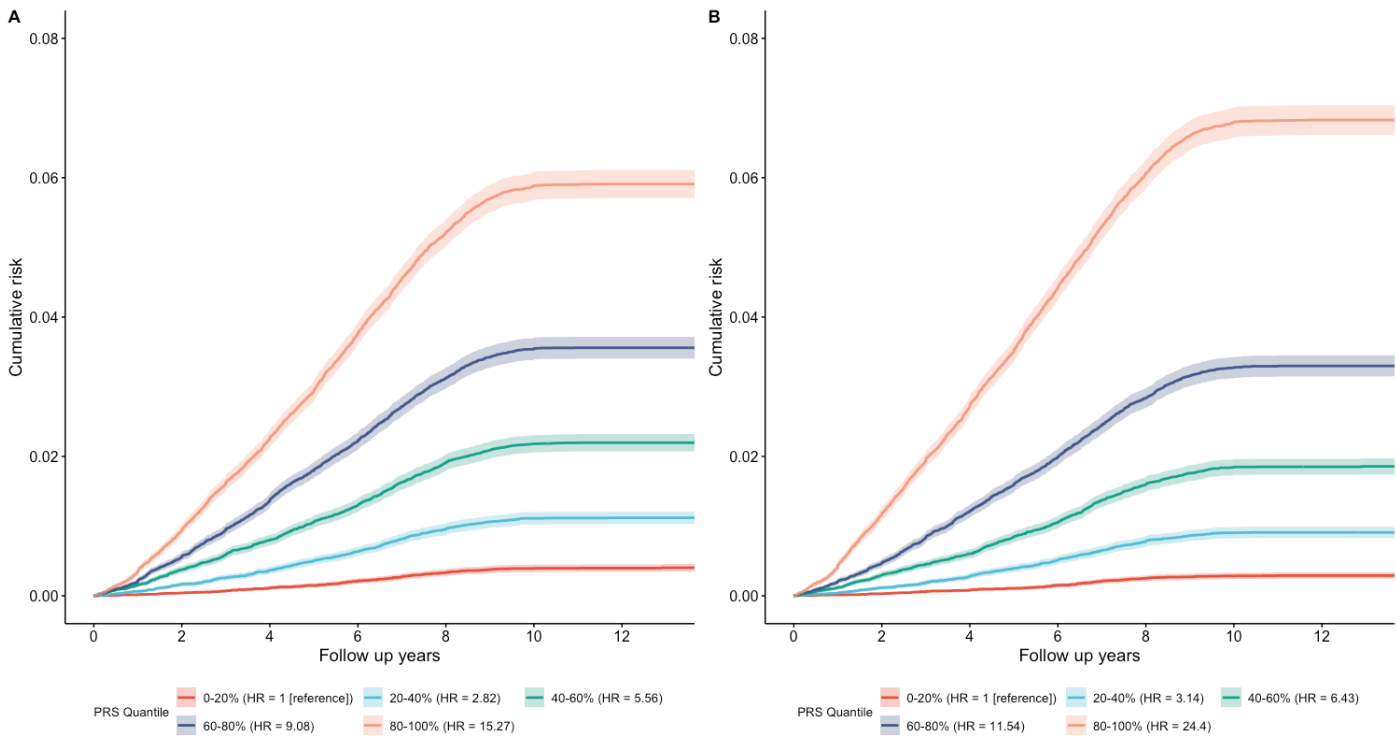 A
Cumulative risk
0.08
0.06
0.04
0.02
0.00
0 2 4 6 8 10 12
Follow up years
PRS Quantile
0-20% (HR = 1 [reference]) 20-40% (HR = 2.82) 40-60% (HR = 5.56)
60-80% (HR = 9.08) 80-100% (HR = 15.27)
B
Cumulative risk
0.08
0.06
0.04
0.02
0.00
0 2 4 6 8 10 12
Follow up years
PRS Quantile
0-20% (HR = 1 [reference]) 20-40% (HR = 3.14) 40-60% (HR = 6.43)
60-80% (HR = 11.54) 80-100% (HR = 24.4)